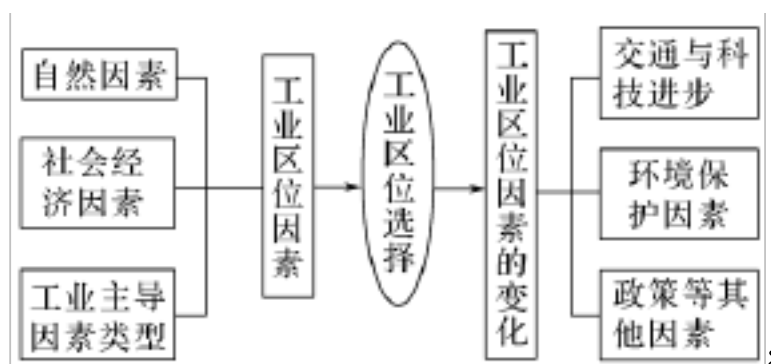 自然因素
社会经
济因素
工业主导
因素类型
工业区位因素
工业区位选择
工业区位因素的变化
交通与科
技进步
环境保
护因素
政策等其
他因素